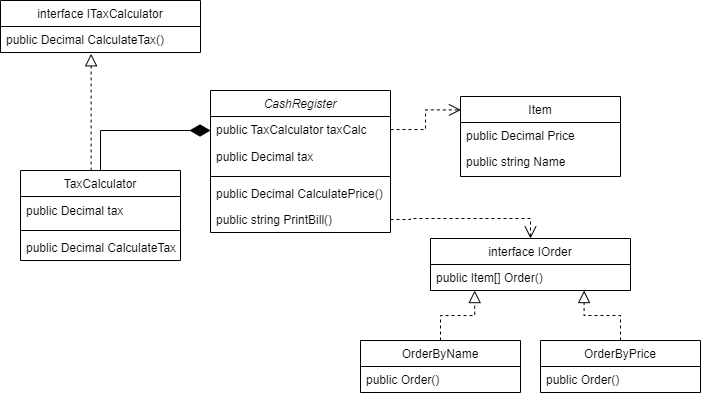 interface ITaxCalculator
public Decimal CalculateTax()
CashRegister
public TaxCalculator taxCalc
public Decimal tax
public Decimal CalculatePrice()
public string PrintBill()
Item
public Decimal Price
public string Name
TaxCalculator
public Decimal tax
public Decimal CalculateTax
interface IOrder
public Item[] Order()
OrderByName
public Order()
OrderByPrice
public Order()